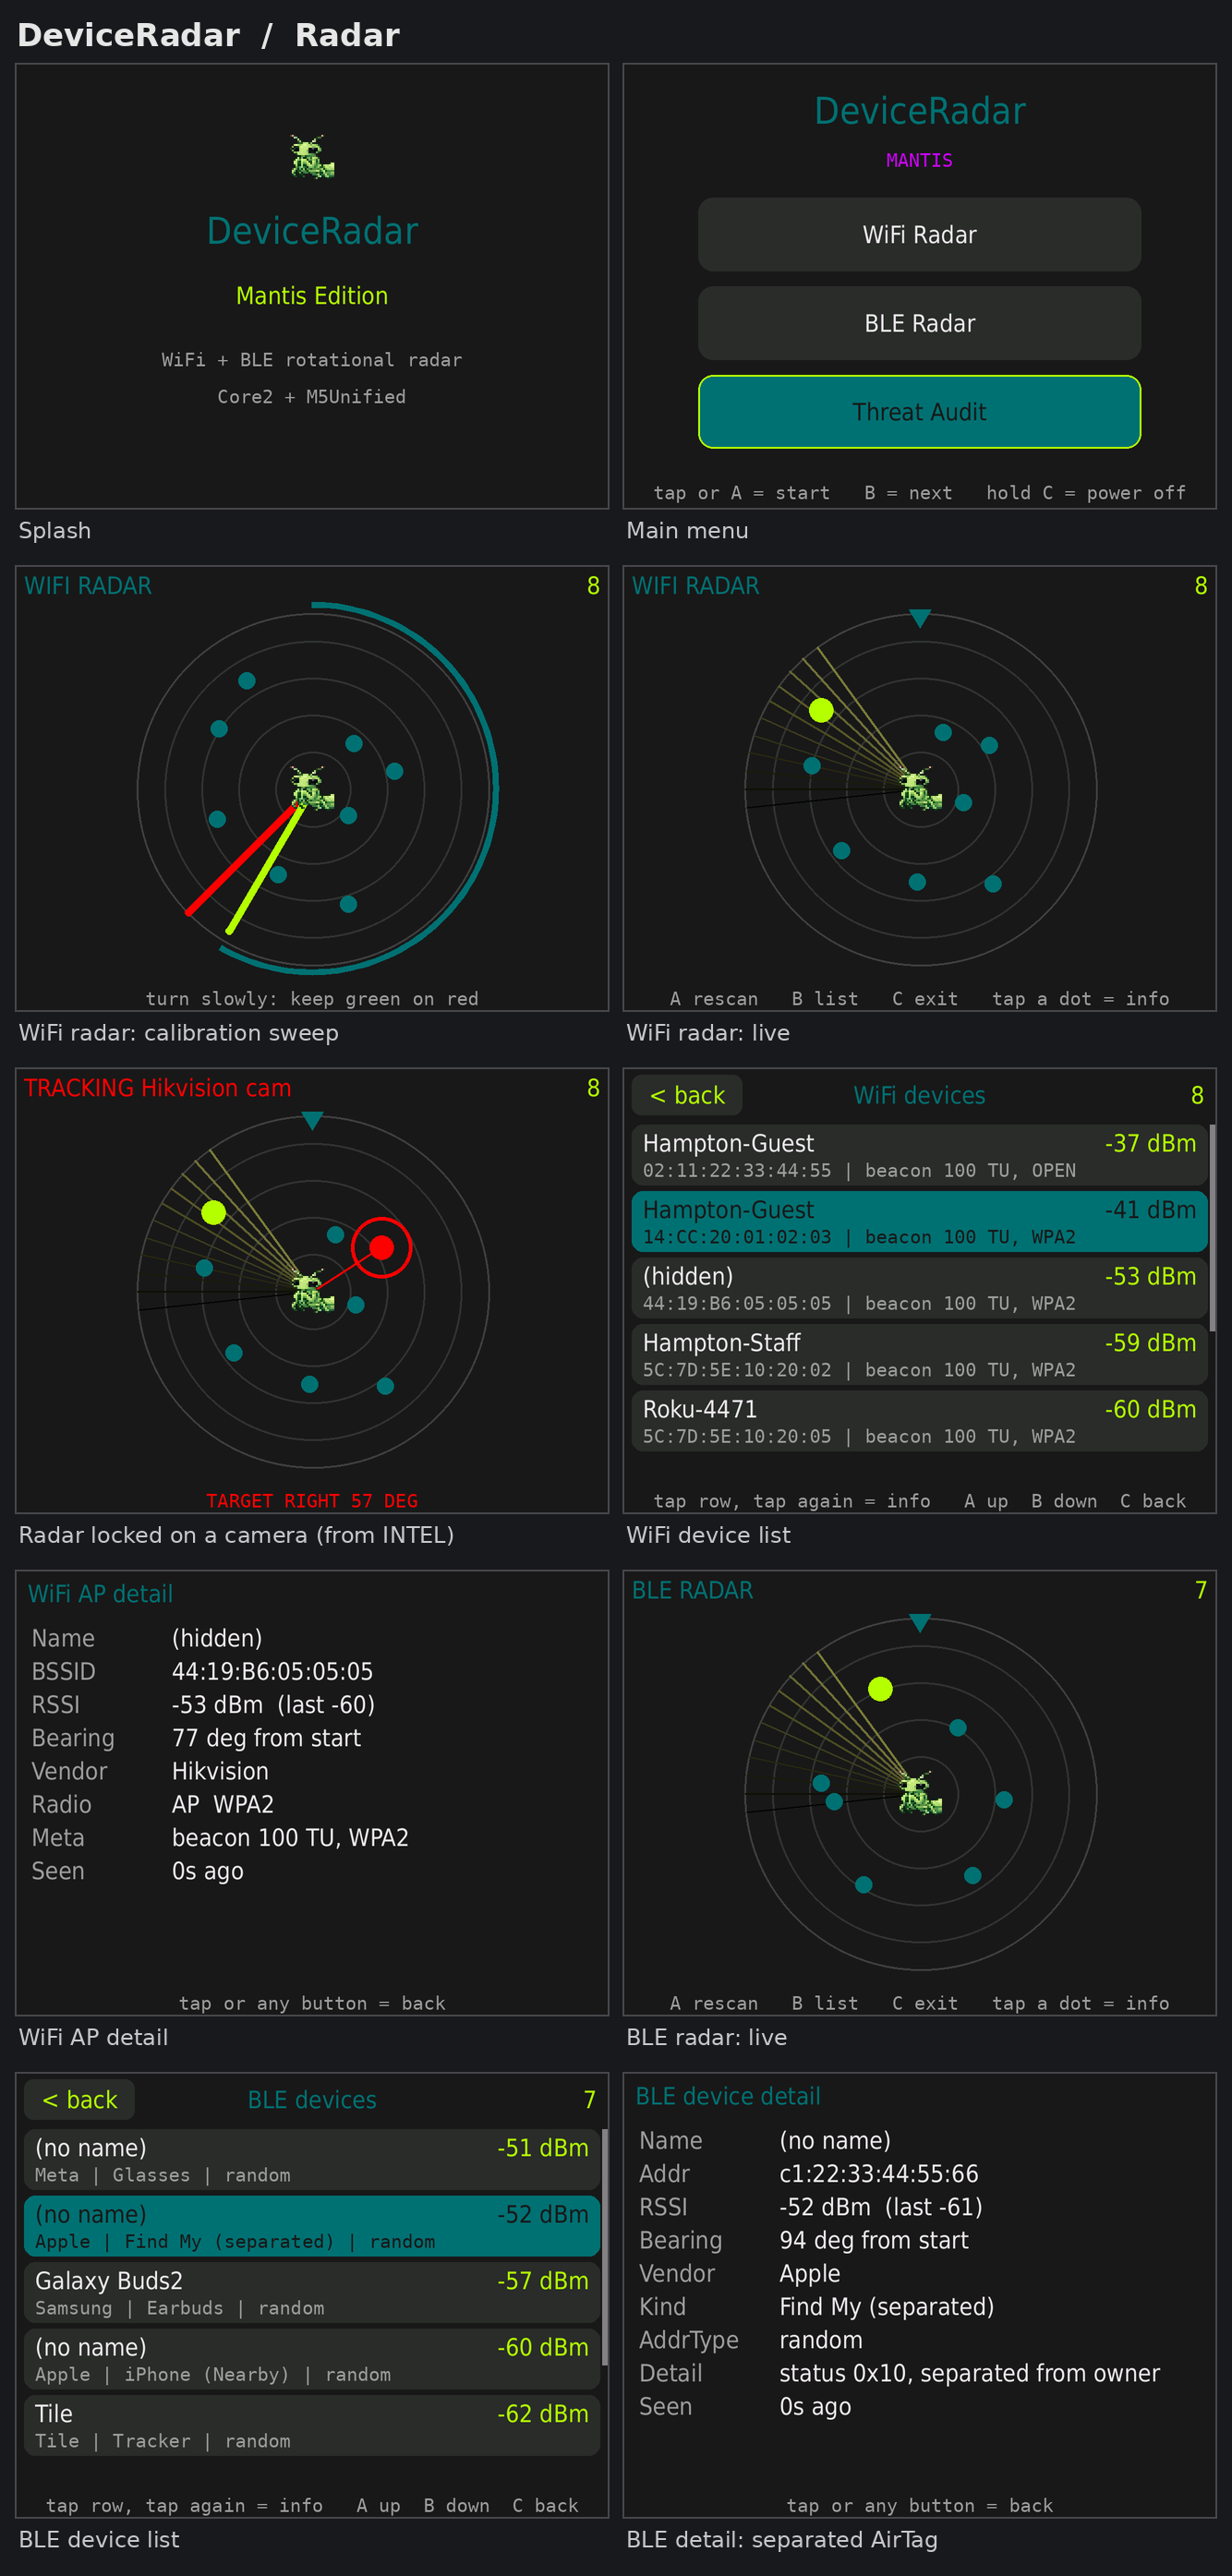 DeviceRadar / Radar
DeviceRadar
Mantis Edition
WiFi + BLE rotational radar
Core2 + M5Unified
Splash
DeviceRadar
MANTIS
WiFi Radar
BLE Radar
Threat Audit
tap or A = start B = next hold C = power off
Main menu
WIFI RADAR 8
turn slowly: keep green on red
WiFi radar: calibration sweep
WIFI RADAR 8
A rescan B list C exit tap a dot = info
WiFi radar: live
TRACKING Hikvision cam 8
TARGET RIGHT 57 DEG
Radar locked on a camera (from INTEL)
< back WiFi devices 8
Hampton-Guest -37 dBm
02:11:22:33:44:55 | beacon 100 TU, OPEN
Hampton-Guest -41 dBm
14:CC:20:01:02:03 | beacon 100 TU, WPA2
(hidden) -53 dBm
44:19:B6:05:05:05 | beacon 100 TU, WPA2
Hampton-Staff -59 dBm
5C:7D:5E:10:20:02 | beacon 100 TU, WPA2
Roku-4471 -60 dBm
5C:7D:5E:10:20:05 | beacon 100 TU, WPA2
tap row, tap again = info A up B down C back
WiFi device list
WiFi AP detail
Name (hidden)
BSSID 44:19:B6:05:05:05
RSSI -53 dBm (last -60)
Bearing 77 deg from start
Vendor Hikvision
Radio AP WPA2
Meta beacon 100 TU, WPA2
Seen 0s ago
tap or any button = back
WiFi AP detail
BLE RADAR 7
A rescan B list C exit tap a dot = info
BLE radar: live
< back BLE devices 7
(no name) -51 dBm
Meta | Glasses | random
(no name) -52 dBm
Apple | Find My (separated) | random
Galaxy Buds2 -57 dBm
Samsung | Earbuds | random
(no name) -60 dBm
Apple | iPhone (Nearby) | random
Tile -62 dBm
Tile | Tracker | random
tap row, tap again = info A up B down C back
BLE device list
BLE device detail
Name (no name)
Addr c1:22:33:44:55:66
RSSI -52 dBm (last -61)
Bearing 94 deg from start
Vendor Apple
Kind Find My (separated)
AddrType random
Detail status 0x10, separated from owner
Seen 0s ago
tap or any button = back
BLE detail: separated AirTag